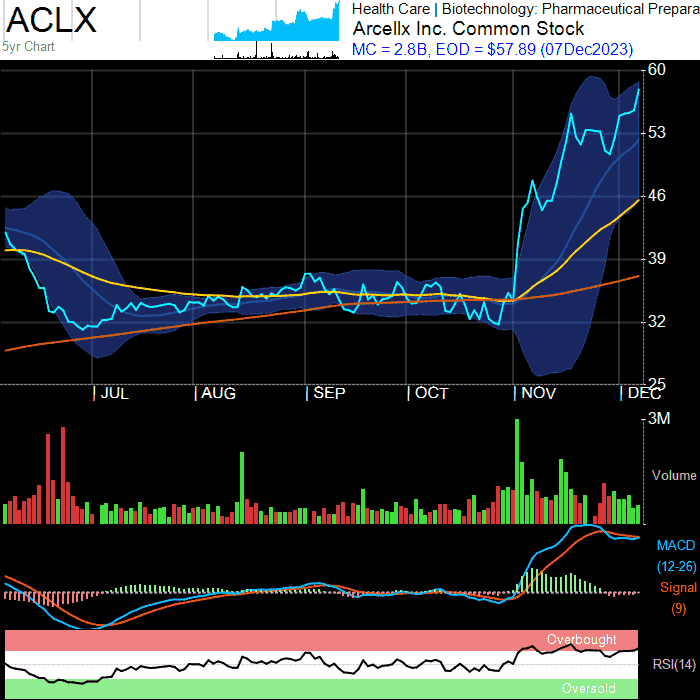 ACLX
5yr Chart
Health Care | Biotechnology: Pharmaceutical Prepara
Arcellx Inc. Common Stock
MC = 2.8B, EOD = $57.89 (07Dec2023)
60
53
46
39
32
25
| JUL | AUG | SEP | OCT | NOV | DEC
3M
Volume
MACD
(12-26)
Signal
(9)
Overbought
RSI(14)
Oversold